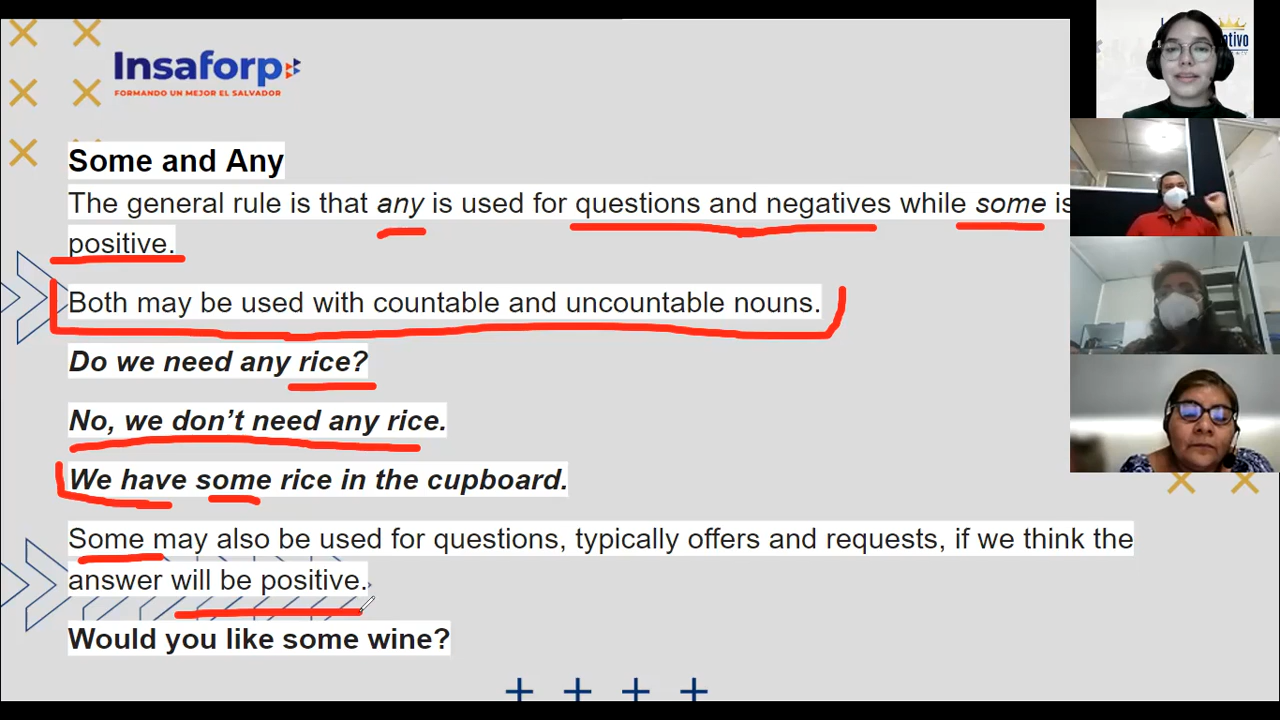 Insaforp
FORMANDO UN MEJOR EL SALVADOR
Some and Any
The general rule is that any is used for questions and negatives while some is
positive.
Both may be used with countable and uncountable nouns.
Do we need any rice?
No, we don’t need any rice.
We have some rice in the cupboard.
Some may also be used for questions, typically offers and requests, if we think the
answer will be positive.
Would you like some wine?